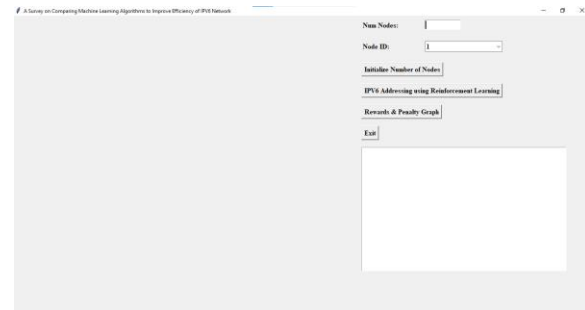 A Survey on Comparing Machine Learning Algorithms to Improve Efficiency of IPV6 Network
Num Nodes:
Node ID: 1
Initialize Number of Nodes
IPV6 Addressing using Reinforcement Learning
Rewards & Penalty Graph
Exit